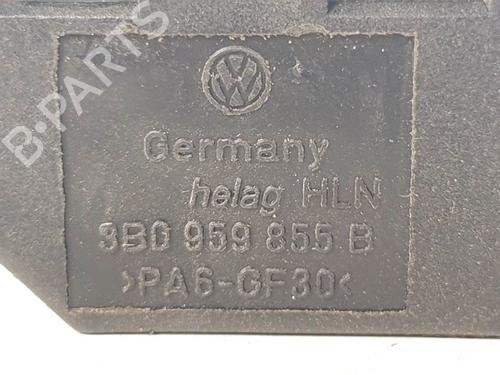 B-PARTS
VW
Germany
helag HLN
3B0 959 855 B
>PA6-GF30<